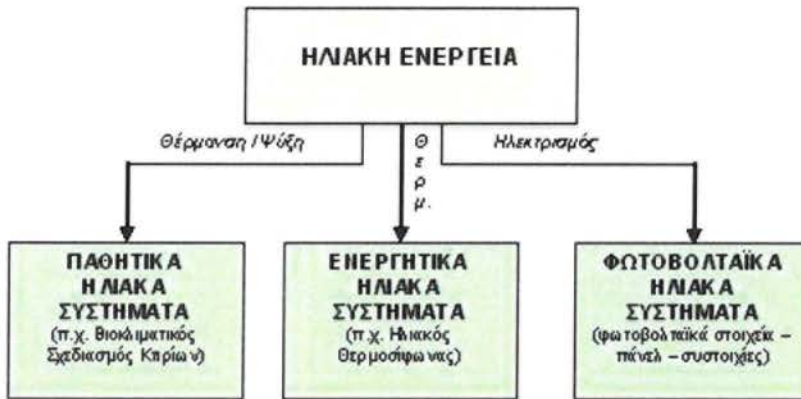 ΗΛΙΑΚΗ ΕΝΕΡΓΕΙΑ
Θέρμανση /Ψύξη
Θερμ.
Ηλεκτρισμός
ΠΑΘΗΤΙΚΑ
ΗΛΙΑΚΑ
ΣΥΣΤΗΜΑΤΑ
(π.χ. Βιοκλιματικός
Σχεδιασμός Κτιρίων)
ΕΝΕΡΓΗΤΙΚΑ
ΗΛΙΑΚΑ
ΣΥΣΤΗΜΑΤΑ
(π.χ. Ηλιακός
Θερμοσίφωνας)
ΦΩΤΟΒΟΛΤΑΪΚΑ
ΗΛΙΑΚΑ
ΣΥΣΤΗΜΑΤΑ
(φωτοβολταϊκά στοιχεία –
πάνελ – συστοιχίες)